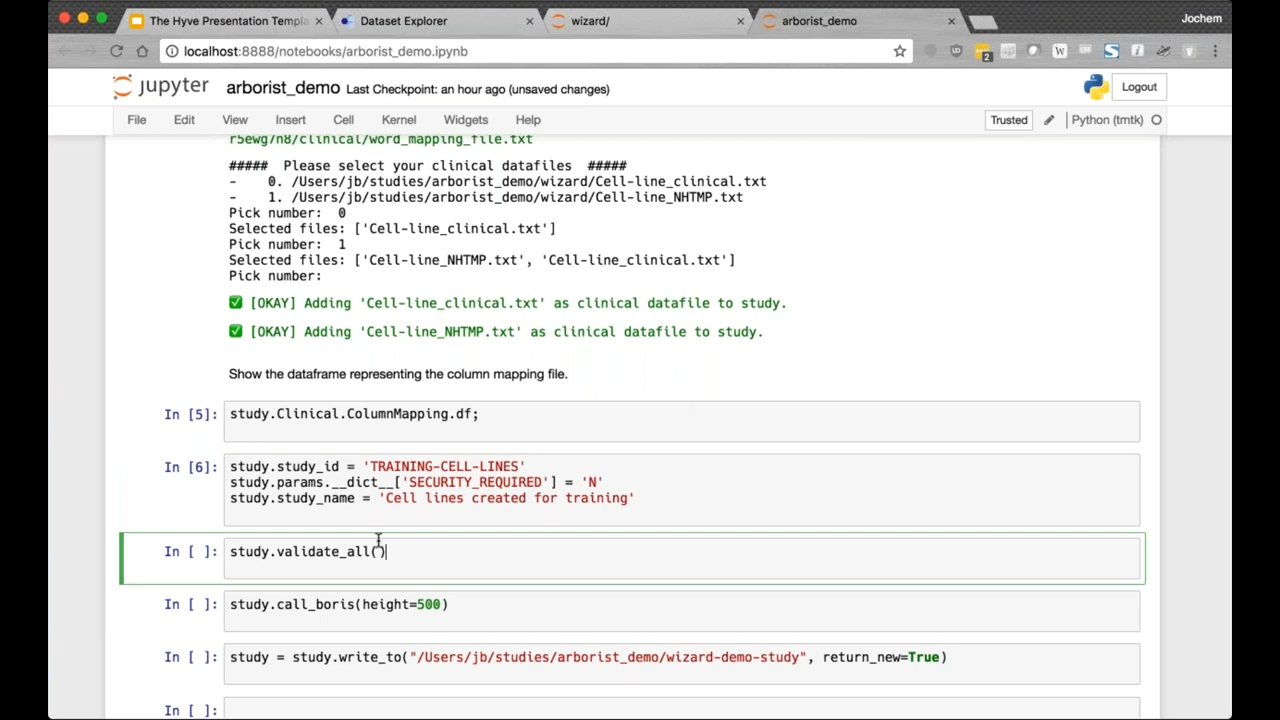 The Hyve Presentation Templa
Dataset Explorer
wizard/
arborist_demo
Jochem
localhost:8888/notebooks/arborist_demo.ipynb
2
jupyter arborist_demo Last Checkpoint: an hour ago (unsaved changes)
Logout
File Edit View Insert Cell Kernel Widgets Help
Trusted
Python (tmtk)
r5ewg7n8/clinical/word_mapping_file.txt
##### Please select your clinical datafiles #####
- 0. /Users/jb/studies/arborist_demo/wizard/Cell-line_clinical.txt
- 1. /Users/jb/studies/arborist_demo/wizard/Cell-line_NHTMP.txt
Pick number: 0
Selected files: ['Cell-line_clinical.txt']
Pick number: 1
Selected files: ['Cell-line_NHTMP.txt', 'Cell-line_clinical.txt']
Pick number:
[OKAY] Adding 'Cell-line_clinical.txt' as clinical datafile to study.
[OKAY] Adding 'Cell-line_NHTMP.txt' as clinical datafile to study.
Show the dataframe representing the column mapping file.
In [5]: study.Clinical.ColumnMapping.df;
In [6]: study.study_id = 'TRAINING-CELL-LINES'
study.params.__dict__['SECURITY_REQUIRED'] = 'N'
study.study_name = 'Cell lines created for training'
In [ ]: study.validate_all()
In [ ]: study.call_boris(height=500)
In [ ]: study = study.write_to("/Users/jb/studies/arborist_demo/wizard-demo-study", return_new=True)
In [ ]: